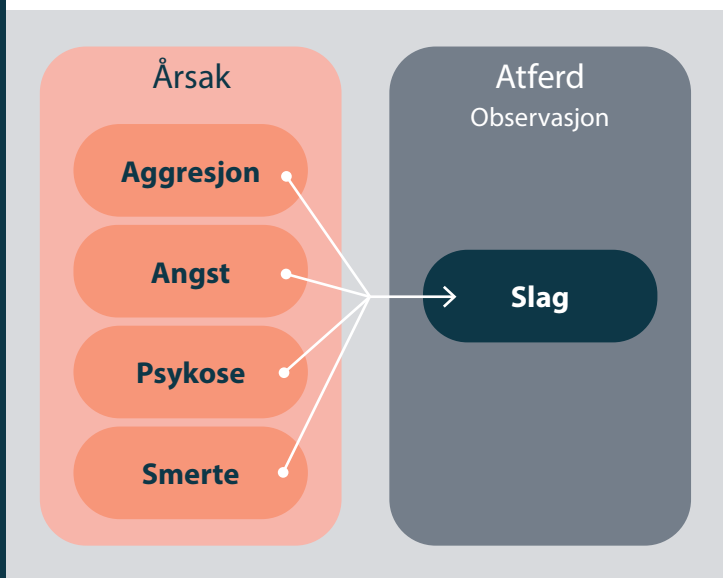 Årsak
Aggresjon
Angst
Psykose
Smerte
Atferd
Observasjon
Slag